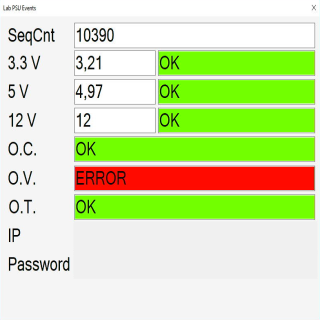 Lab PSU Events X
SeqCnt 10390
3.3 V 3,21 OK
5 V 4,97 OK
12 V 12 OK
O.C. OK
O.V. ERROR
O.T. OK
IP
Password